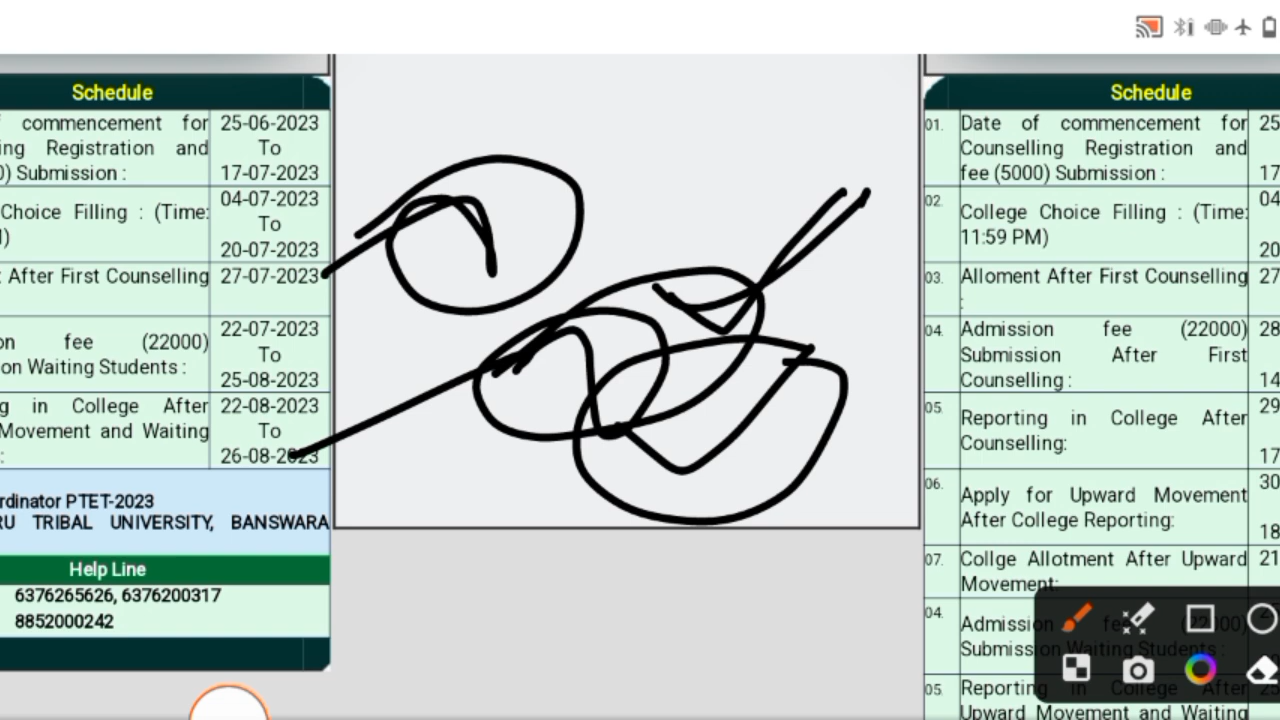 Schedule
commencement for
Registration and
Submission :
25-06-2023
To
17-07-2023
Choice Filling : (Time:
04-07-2023
To
20-07-2023
After First Counselling
27-07-2023
fee (22000)
on Waiting Students :
22-07-2023
To
25-08-2023
in College After
Movement and Waiting
:
22-08-2023
To
26-08-2023
PTET-2023
TRIBAL UNIVERSITY, BANSWARA
Help Line
6376265626, 6376200317
8852000242
Schedule
01. Date of commencement for
Counselling Registration and
fee (5000) Submission :
25
17
02. College Choice Filling : (Time:
11:59 PM)
04
20
03. Alloment After First Counselling
:
27
04. Admission fee (22000)
Submission After First
Counselling :
28
14
05. Reporting in College After
Counselling:
29
17
06. Apply for Upward Movement
After College Reporting:
30
18
07. Collge Allotment After Upward
Movement:
21
04. Admission fee (22000)
Submission Waiting Students :
05. Reporting in College After
Upward Movement and Waiting